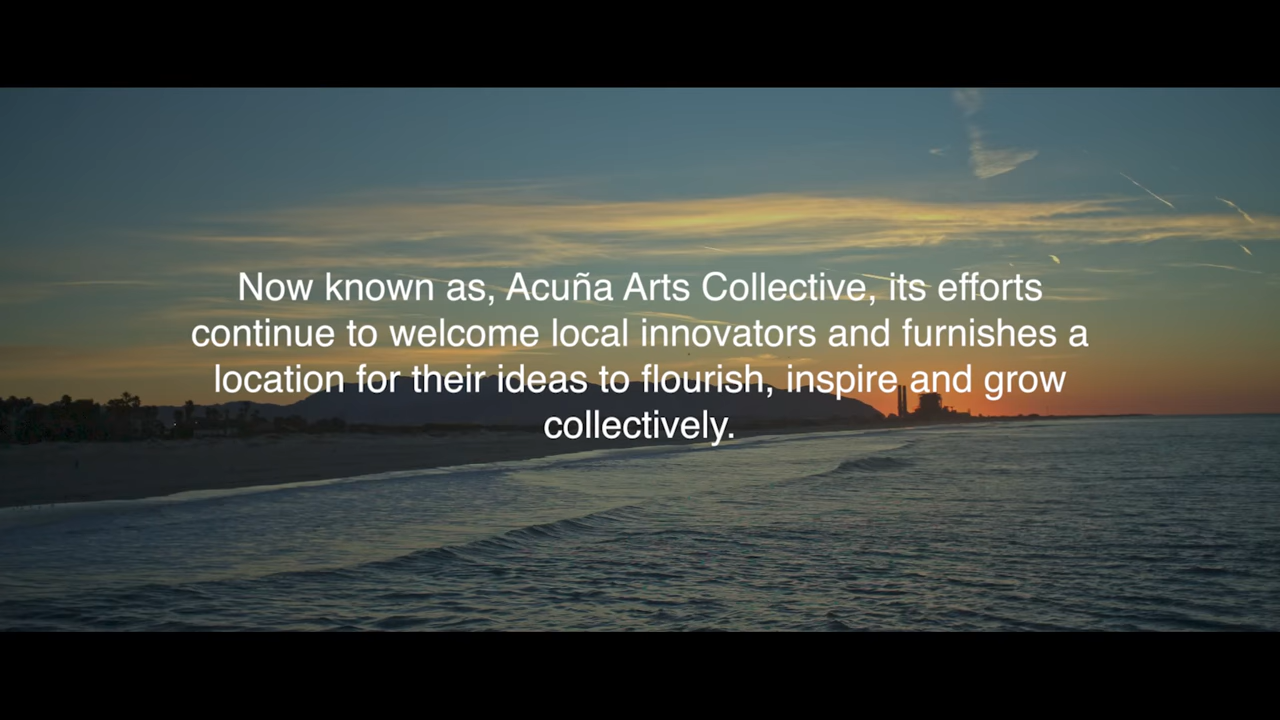 Now known as, Acuña Arts Collective, its efforts
continue to welcome local innovators and furnishes a
location for their ideas to flourish, inspire and grow
collectively.